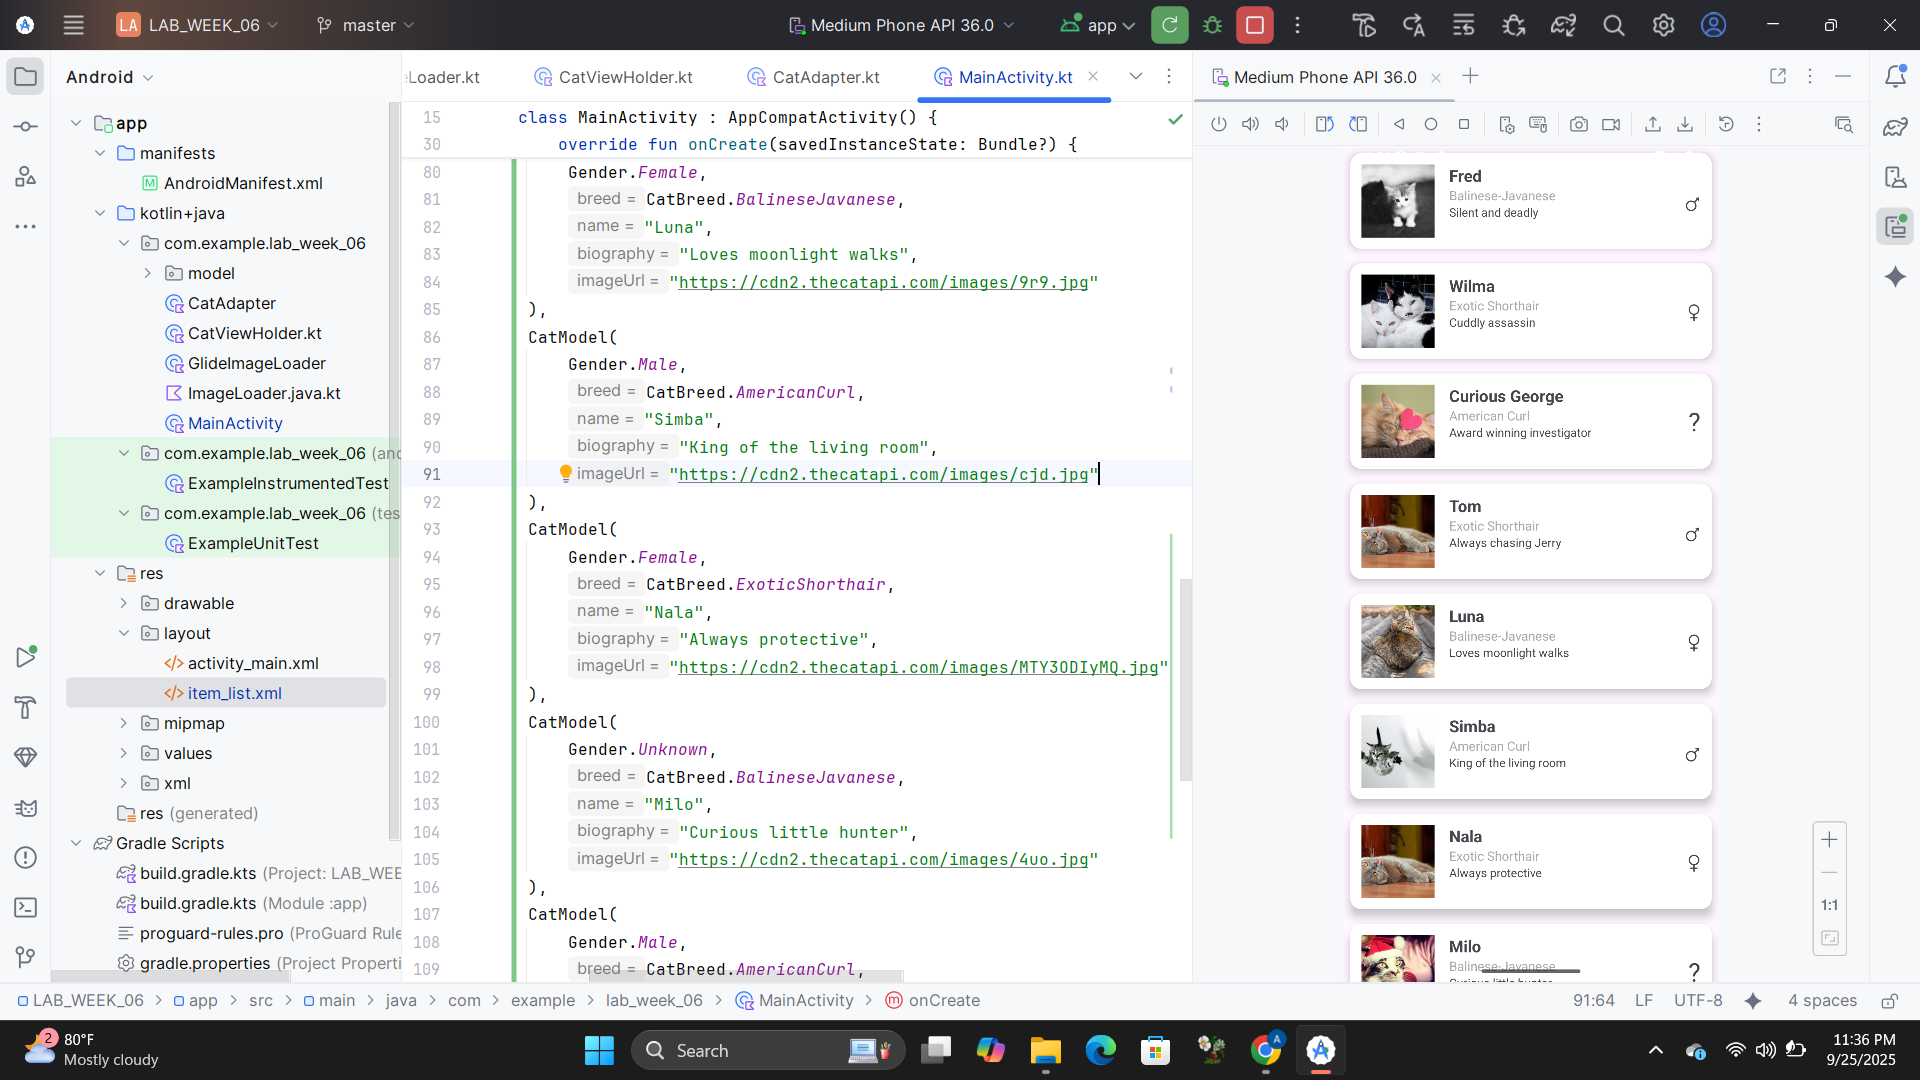 LA LAB_WEEK_06 master Medium Phone API 36.0 app
Android
Loader.kt CatViewHolder.kt CatAdapter.kt MainActivity.kt
Medium Phone API 36.0
app
manifests
AndroidManifest.xml
kotlin+java
com.example.lab_week_06
model
CatAdapter
CatViewHolder.kt
GlideImageLoader
ImageLoader.java.kt
MainActivity
com.example.lab_week_06 (and
ExampleInstrumentedTest
com.example.lab_week_06 (tes
ExampleUnitTest
res
drawable
layout
activity_main.xml
item_list.xml
mipmap
values
xml
res (generated)
Gradle Scripts
build.gradle.kts (Project: LAB_WEE
build.gradle.kts (Module :app)
proguard-rules.pro (ProGuard Rule
gradle.properties (Project Properti
15 class MainActivity : AppCompatActivity() {
30 override fun onCreate(savedInstanceState: Bundle?) {
80 Gender.Female,
81 breed = CatBreed.BalineseJavanese,
82 name = "Luna",
83 biography = "Loves moonlight walks",
84 imageUrl = "https://cdn2.thecatapi.com/images/9r9.jpg"
85 ),
86 CatModel(
87 Gender.Male,
88 breed = CatBreed.AmericanCurl,
89 name = "Simba",
90 biography = "King of the living room",
91 imageUrl = "https://cdn2.thecatapi.com/images/cjd.jpg"
92 ),
93 CatModel(
94 Gender.Female,
95 breed = CatBreed.ExoticShorthair,
96 name = "Nala",
97 biography = "Always protective",
98 imageUrl = "https://cdn2.thecatapi.com/images/MTY3ODIyMQ.jpg"
99 ),
100 CatModel(
101 Gender.Unknown,
102 breed = CatBreed.BalineseJavanese,
103 name = "Milo",
104 biography = "Curious little hunter",
105 imageUrl = "https://cdn2.thecatapi.com/images/4uo.jpg"
106 ),
107 CatModel(
108 Gender.Male,
109 breed = CatBreed.AmericanCurl,
Fred
Balinese-Javanese
Silent and deadly
♂
Wilma
Exotic Shorthair
Cuddly assassin
♀
Curious George
American Curl
Award winning investigator
?
Tom
Exotic Shorthair
Always chasing Jerry
♂
Luna
Balinese-Javanese
Loves moonlight walks
♀
Simba
American Curl
King of the living room
♂
Nala
Exotic Shorthair
Always protective
♀
Milo
Balinese-Javanese
Curious little hunter
?
1:1
LAB_WEEK_06 > app > src > main > java > com > example > lab_week_06 > MainActivity > onCreate
91:64 LF UTF-8 4 spaces
2
80°F
Mostly cloudy
Search
A
11:36 PM
9/25/2025